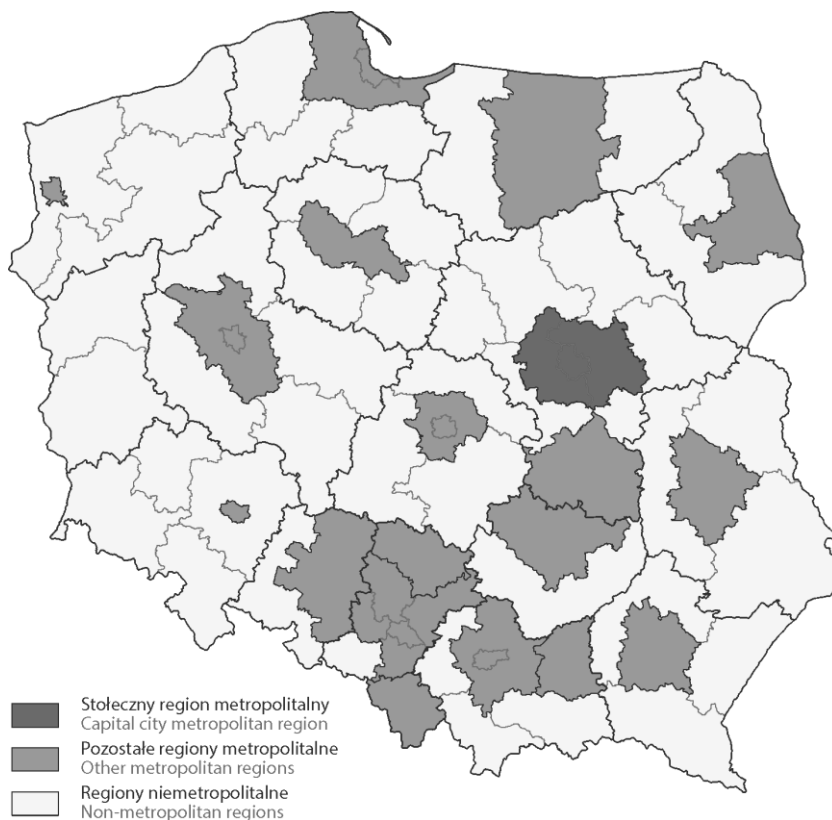 Stołeczny region metropolitalny
Capital city metropolitan region
Pozostałe regiony metropolitalne
Other metropolitan regions
Regiony niemetropolitalne
Non-metropolitan regions